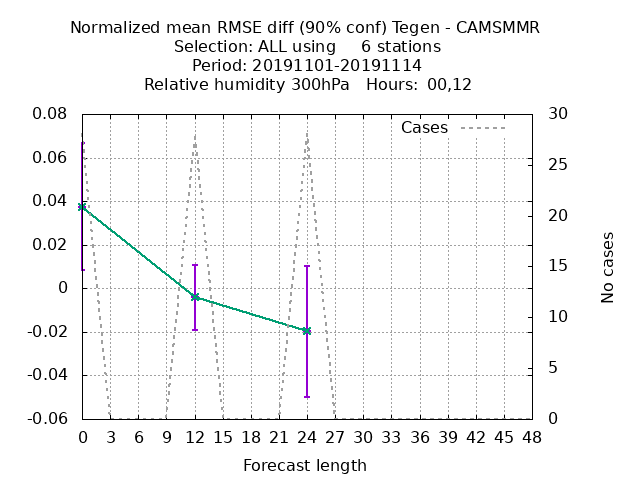 Normalized mean RMSE diff (90% conf) Tegen - CAMSMMR
Selection: ALL using     6 stations
Period: 20191101-20191114
Relative humidity 300hPa   Hours:  00,12
Cases
0.08
0.06
0.04
0.02
0
-0.02
-0.04
-0.06
30
25
20
15
10
5
0
No cases
0 3 6 9 12 15 18 21 24 27 30 33 36 39 42 45 48
Forecast length